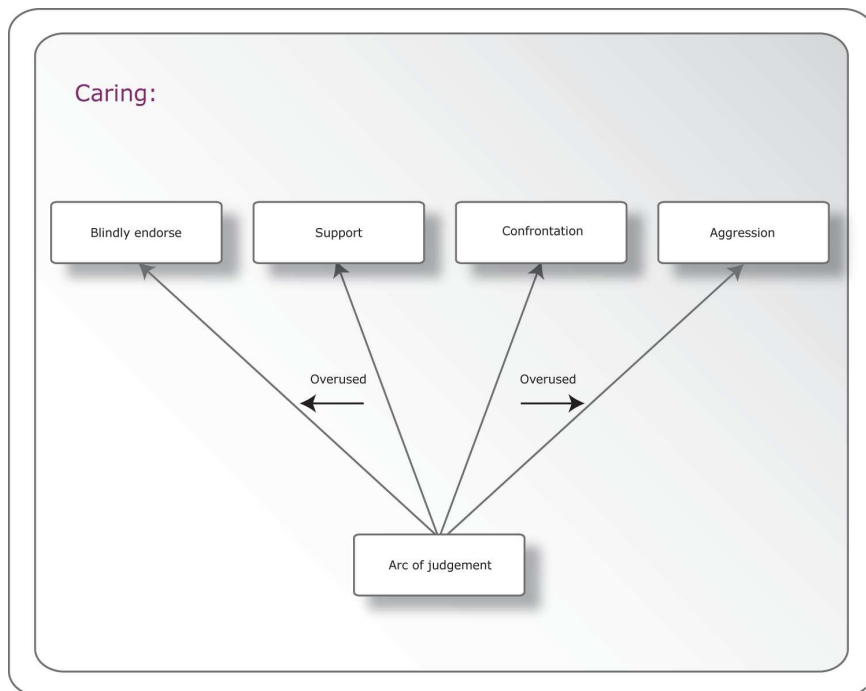 Caring:
Blindly endorse
Support
Confrontation
Aggression
Overused
Overused
Arc of judgement